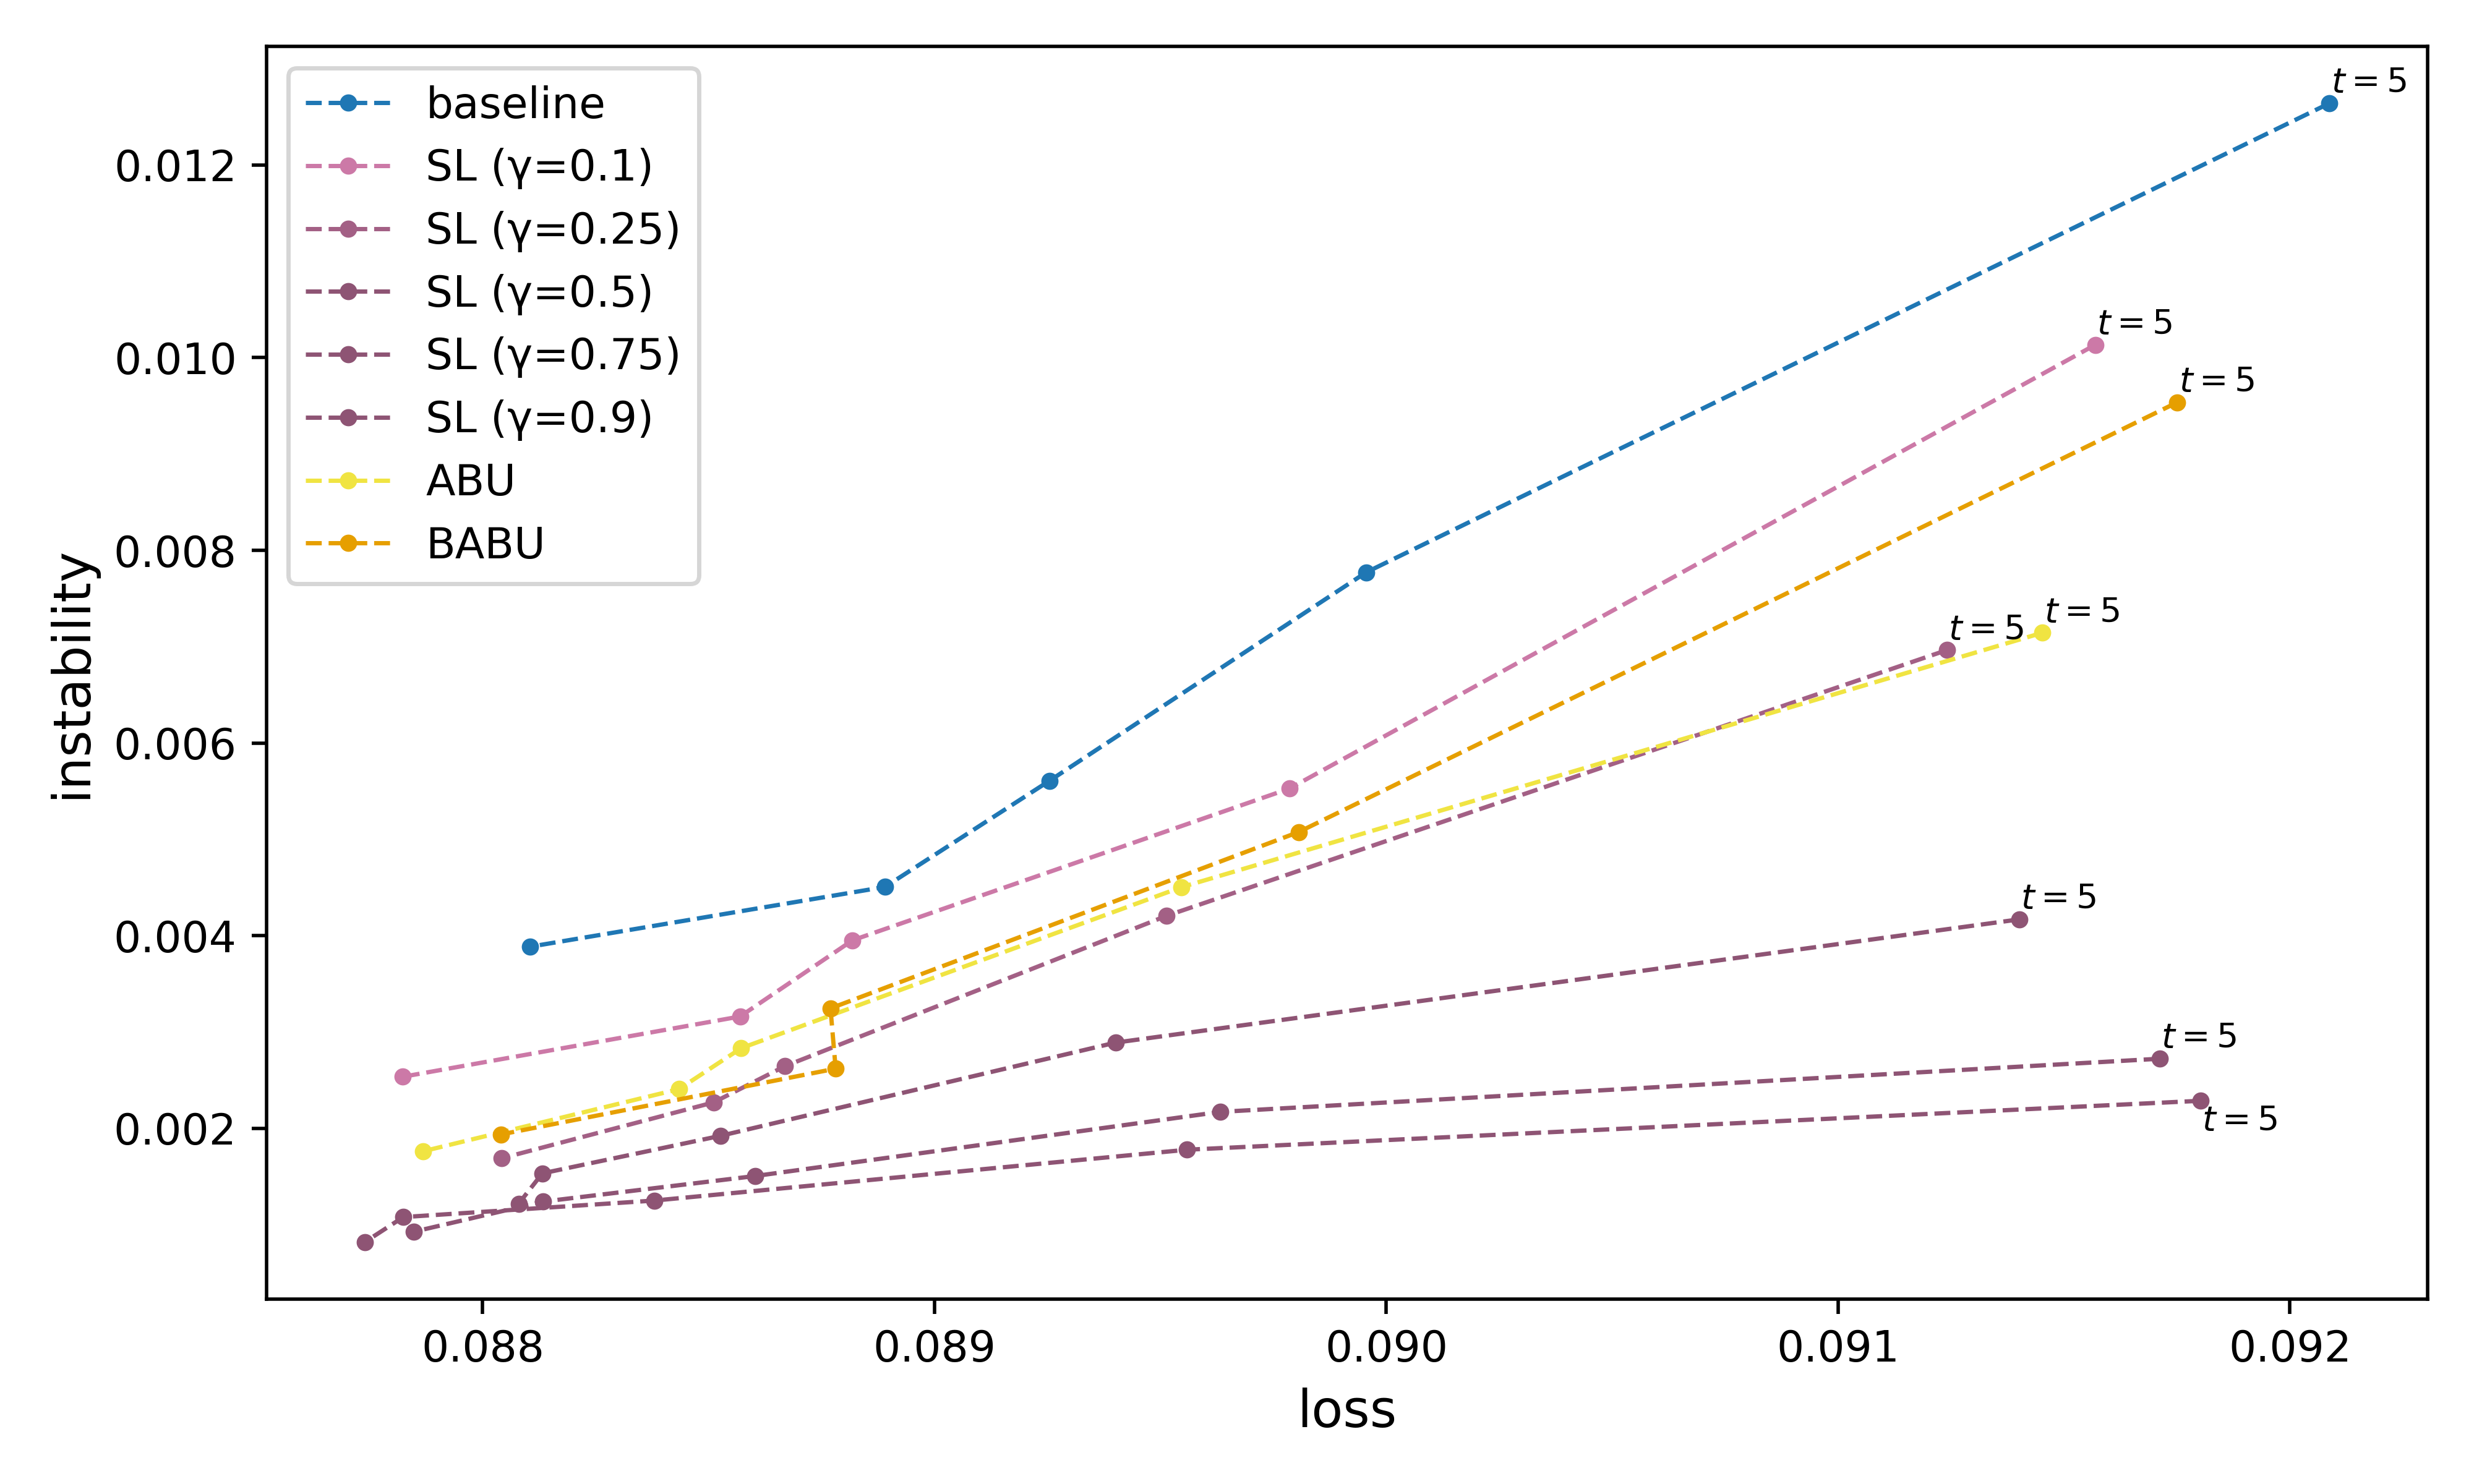 baseline
SL (γ=0.1)
SL (γ=0.25)
SL (γ=0.5)
SL (γ=0.75)
SL (γ=0.9)
ABU
BABU
t = 5
t = 5
t = 5
t = 5
t = 5
t = 5
t = 5
t = 5
instability
0.012
0.010
0.008
0.006
0.004
0.002
0.088
0.089
0.090
0.091
0.092
loss